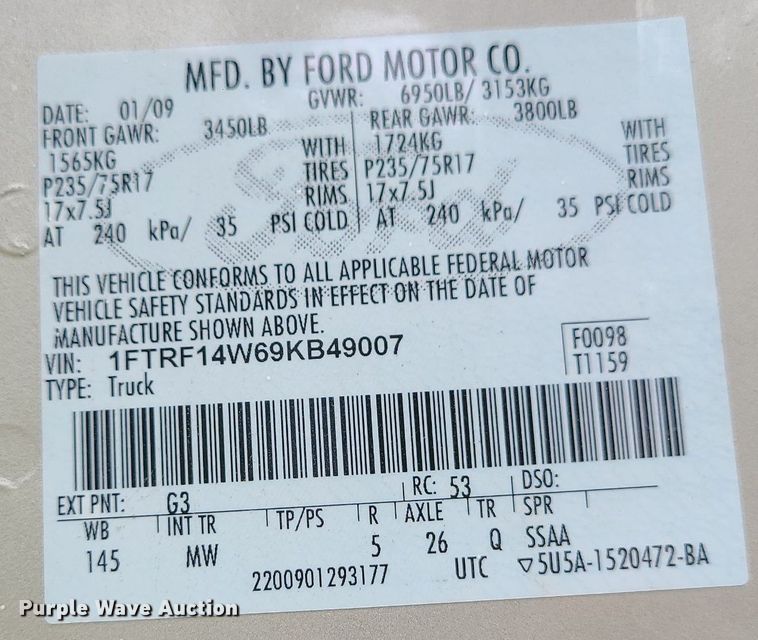 MFD. BY FORD MOTOR CO.
DATE: 01/09 GVWR: 6950LB/ 3153KG
FRONT GAWR: 3450LB REAR GAWR: 3800LB
1565KG WITH 1724KG WITH
P235/75R17 TIRES P235/75R17 TIRES
17x7.5J RIMS 17x7.5J RIMS
AT 240 kPa/ 35 PSI COLD AT 240 kPa/ 35 PSI COLD
Ford
THIS VEHICLE CONFORMS TO ALL APPLICABLE FEDERAL MOTOR
VEHICLE SAFETY STANDARDS IN EFFECT ON THE DATE OF
MANUFACTURE SHOWN ABOVE.
VIN: 1FTRF14W69KB49007 F0098
TYPE: Truck T1159
EXT PNT: G3 RC: 53 DSO:
WB INT TR TP/PS R AXLE TR SPR
145 MW 5 26 Q SSAA
2200901293177 UTC ▽5U5A-1520472-BA
Purple Wave Auction